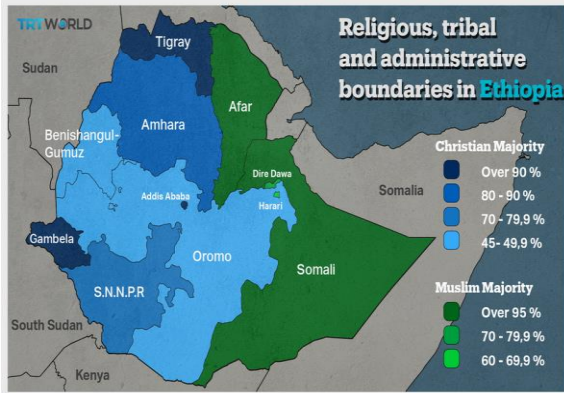 TRT WORLD
Religious, tribal
and administrative
boundaries in Ethiopia
Sudan
Tigray
Afar
Amhara
Benishangul-
Gumuz
Dire Dawa
Addis Ababa
Harari
Somalia
Gambela
Oromo
Somali
S.N.N.P.R
South Sudan
Kenya
Christian Majority
Over 90 %
80 - 90 %
70 - 79,9 %
45- 49,9 %
Muslim Majority
Over 95 %
70 - 79,9 %
60 - 69,9 %